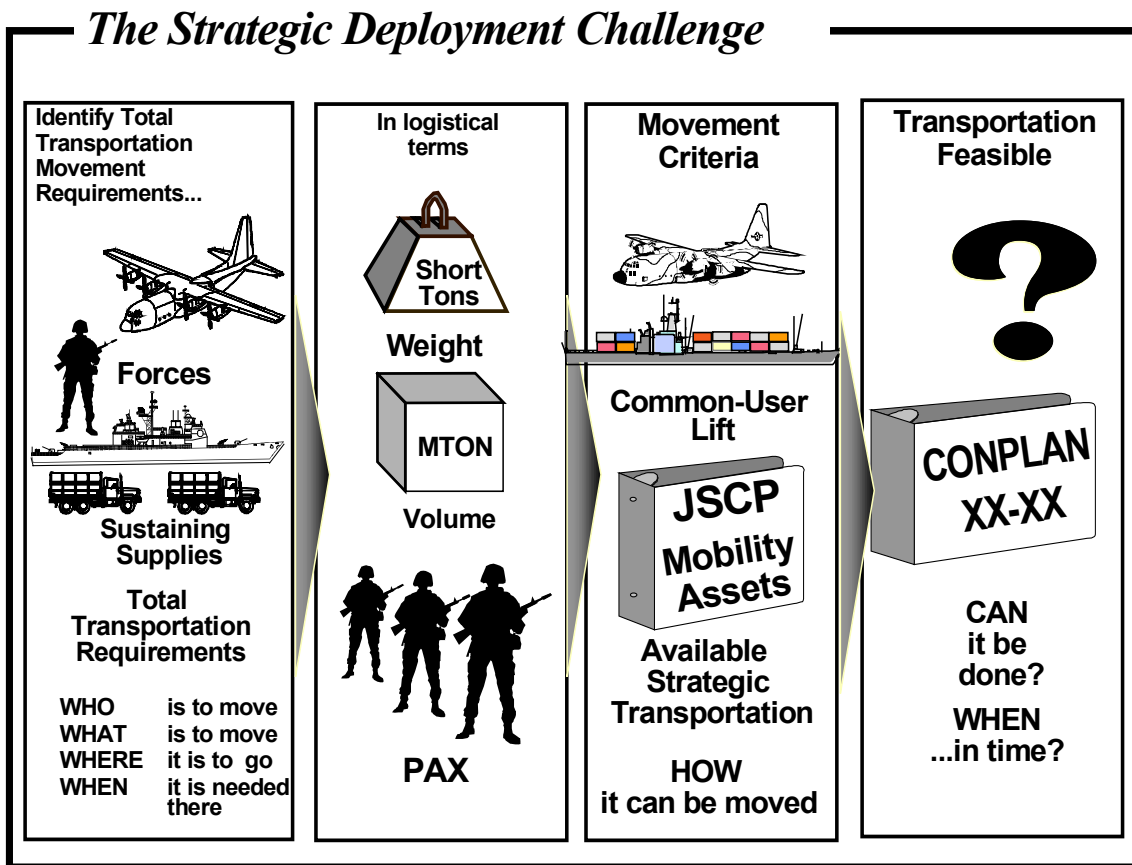 The Strategic Deployment Challenge
Identify Total
Transportation
Movement
Requirements...
Forces
Sustaining
Supplies
Total
Transportation
Requirements
WHO is to move
WHAT is to move
WHERE it is to go
WHEN it is needed
there
In logistical
terms
Short
Tons
Weight
MTON
Volume
PAX
Movement
Criteria
Common-User
Lift
JSCP
Mobility
Assets
Available
Strategic
Transportation
HOW
it can be moved
Transportation
Feasible
?
CONPLAN
XX-XX
CAN
it be
done?
WHEN
...in time?